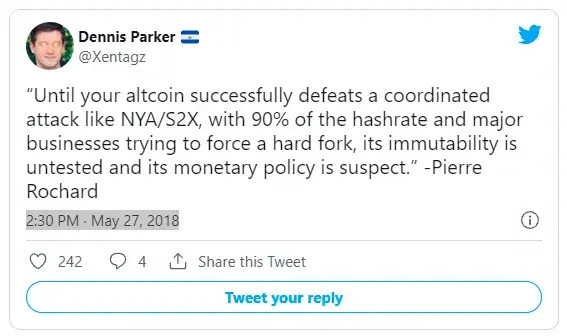 Dennis Parker 🇸🇻
@Xentagz
“Until your altcoin successfully defeats a coordinated
attack like NYA/S2X, with 90% of the hashrate and major
businesses trying to force a hard fork, its immutability is
untested and its monetary policy is suspect.” -Pierre
Rochard
2:30 PM · May 27, 2018
242 4 Share this Tweet
Tweet your reply